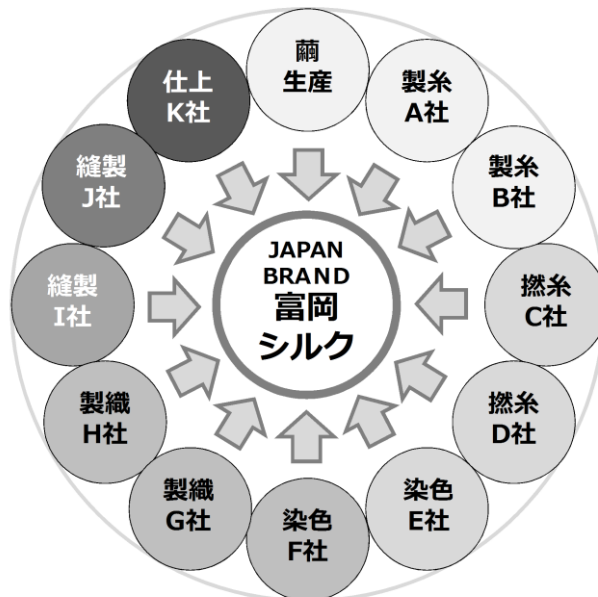 繭
生産
製糸
A社
製糸
B社
撚糸
C社
撚糸
D社
染色
E社
染色
F社
製織
G社
製織
H社
縫製
I社
縫製
J社
仕上
K社
JAPAN
BRAND
富岡
シルク